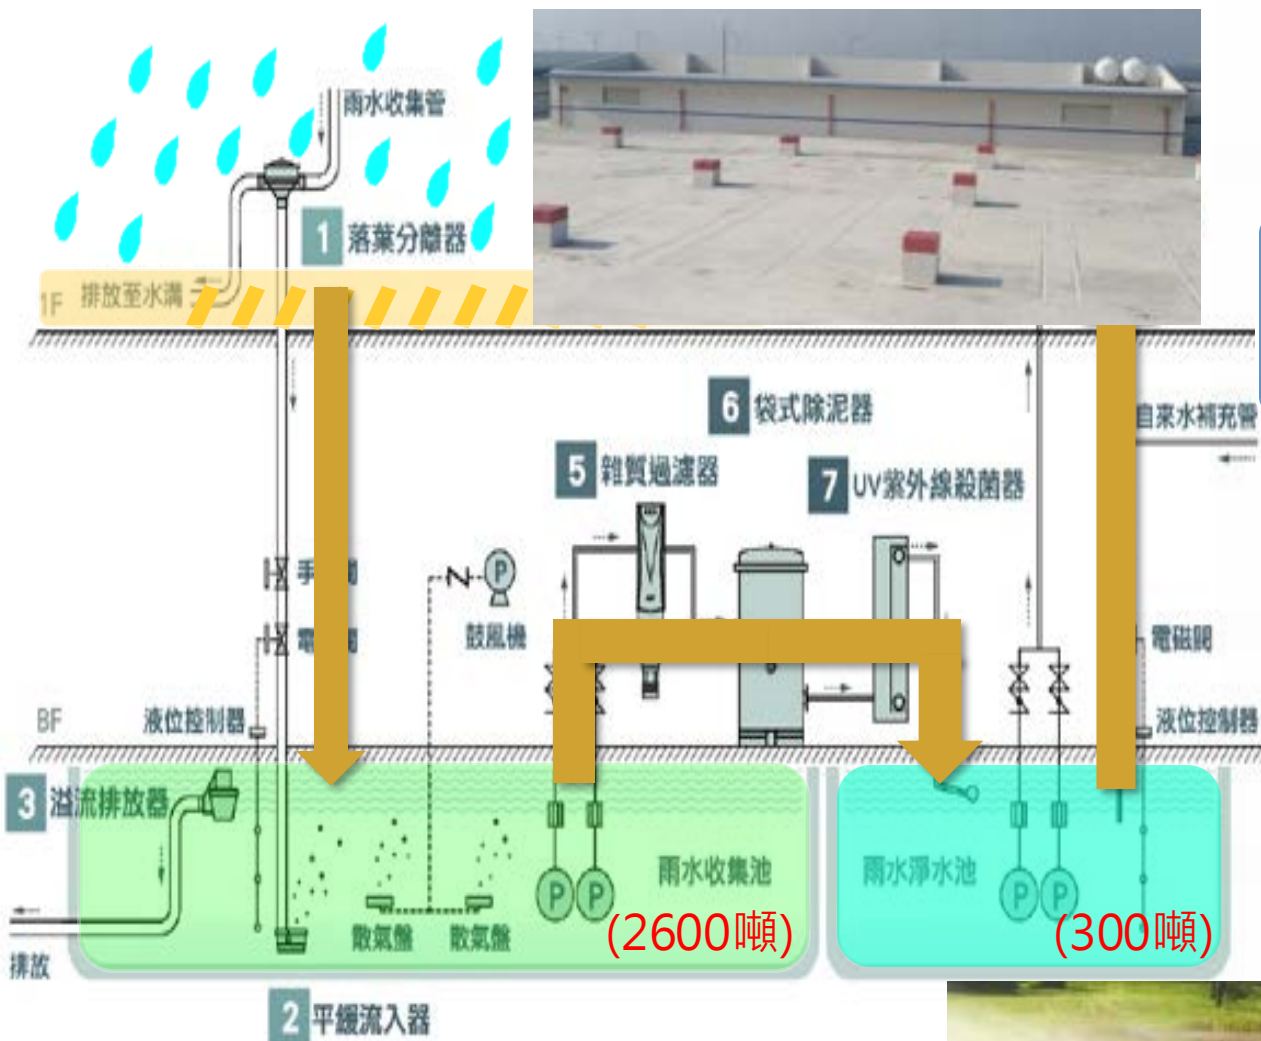 雨水收集管
1 落葉分離器
1F 排放至水溝
6 袋式除泥器
自來水補充管
5 雜質過濾器
7 UV紫外線殺菌器
手 閥
P
鼓風機
電 閥
電磁閥
BF
液位控制器
液位控制器
3 溢流排放器
雨水收集池
雨水淨水池
P P
P P
(2600噸)
(300噸)
散氣盤 散氣盤
排放
2 平緩流入器